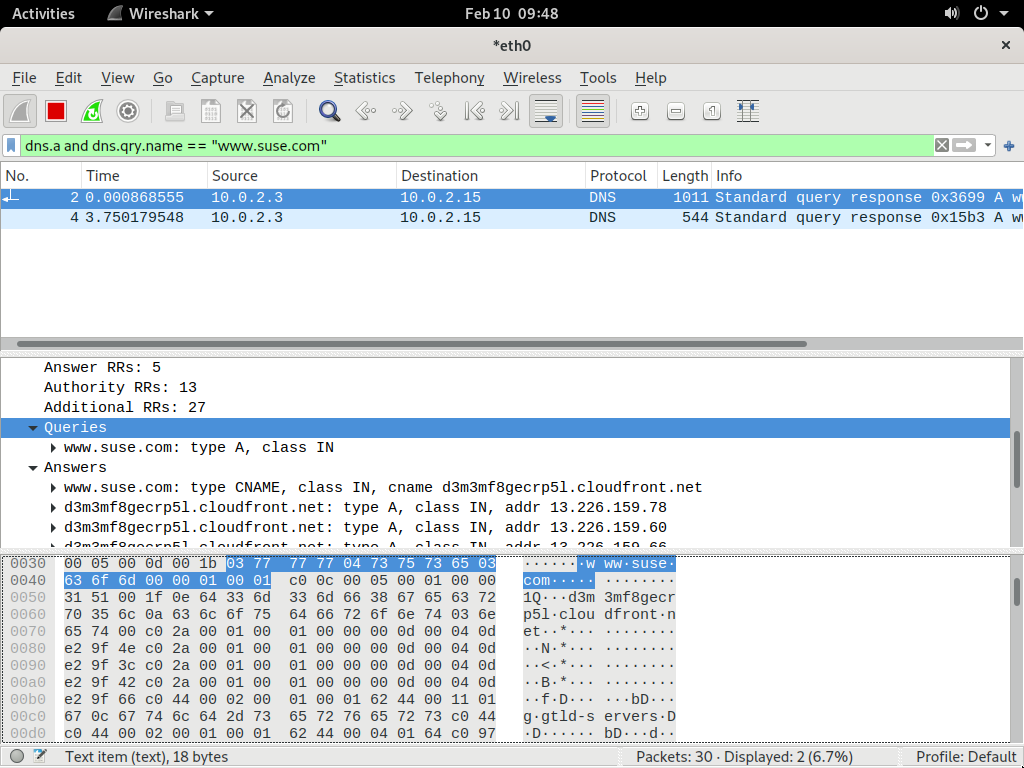 Activities Wireshark Feb 10 09:48
*eth0
File Edit View Go Capture Analyze Statistics Telephony Wireless Tools Help
dns.a and dns.qry.name == "www.suse.com"
No. Time Source Destination Protocol Length Info
2 0.000868555 10.0.2.3 10.0.2.15 DNS 1011 Standard query response 0x3699 A
4 3.750179548 10.0.2.3 10.0.2.15 DNS 544 Standard query response 0x15b3 A
Answer RRs: 5
Authority RRs: 13
Additional RRs: 27
Queries
www.suse.com: type A, class IN
Answers
www.suse.com: type CNAME, class IN, cname d3m3mf8gecrp5l.cloudfront.net
d3m3mf8gecrp5l.cloudfront.net: type A, class IN, addr 13.226.159.78
d3m3mf8gecrp5l.cloudfront.net: type A, class IN, addr 13.226.159.60
d3m3mf8gecrp5l.cloudfront.net: type A, class IN, addr 13.226.159.66
0030 00 05 00 0d 00 1b 03 77 77 77 04 73 75 73 65 03 ·······w ww·suse·
0040 63 6f 6d 00 00 01 00 01 c0 0c 00 05 00 01 00 00 com····· ········
0050 31 51 00 1f 0e 64 33 6d 33 6d 66 38 67 65 63 72 1Q···d3m 3mf8gecr
0060 70 35 6c 0a 63 6c 6f 75 64 66 72 6f 6e 74 03 6e p5l·clou dfront·n
0070 65 74 00 c0 2a 00 01 00 01 00 00 00 0d 00 04 0d et··*··· ········
0080 e2 9f 4e c0 2a 00 01 00 01 00 00 00 0d 00 04 0d ··N·*··· ········
0090 e2 9f 3c c0 2a 00 01 00 01 00 00 00 0d 00 04 0d ··<·*··· ········
00a0 e2 9f 42 c0 2a 00 01 00 01 00 00 00 0d 00 04 0d ··B·*··· ········
00b0 e2 9f 66 c0 44 00 02 00 01 00 01 62 44 00 11 01 ··f·D··· ···bD···
00c0 67 0c 67 74 6c 64 2d 73 65 72 76 65 72 73 c0 44 g·gtld-s ervers·D
00d0 c0 44 00 02 00 01 00 01 62 44 00 04 01 64 c0 97 ·D······ bD···d··
Text item (text), 18 bytes Packets: 30 · Displayed: 2 (6.7%) Profile: Default